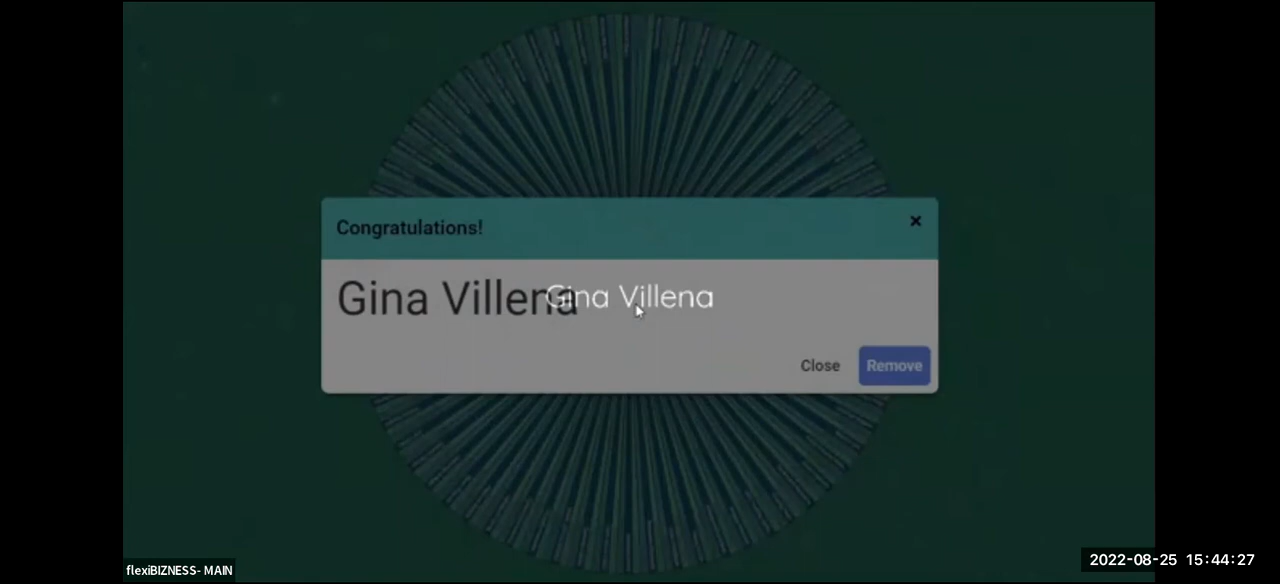 Congratulations!
×
Gina Villena
Gina Villena
Close Remove
flexiBIZNESS- MAIN
2022-08-25 15:44:27